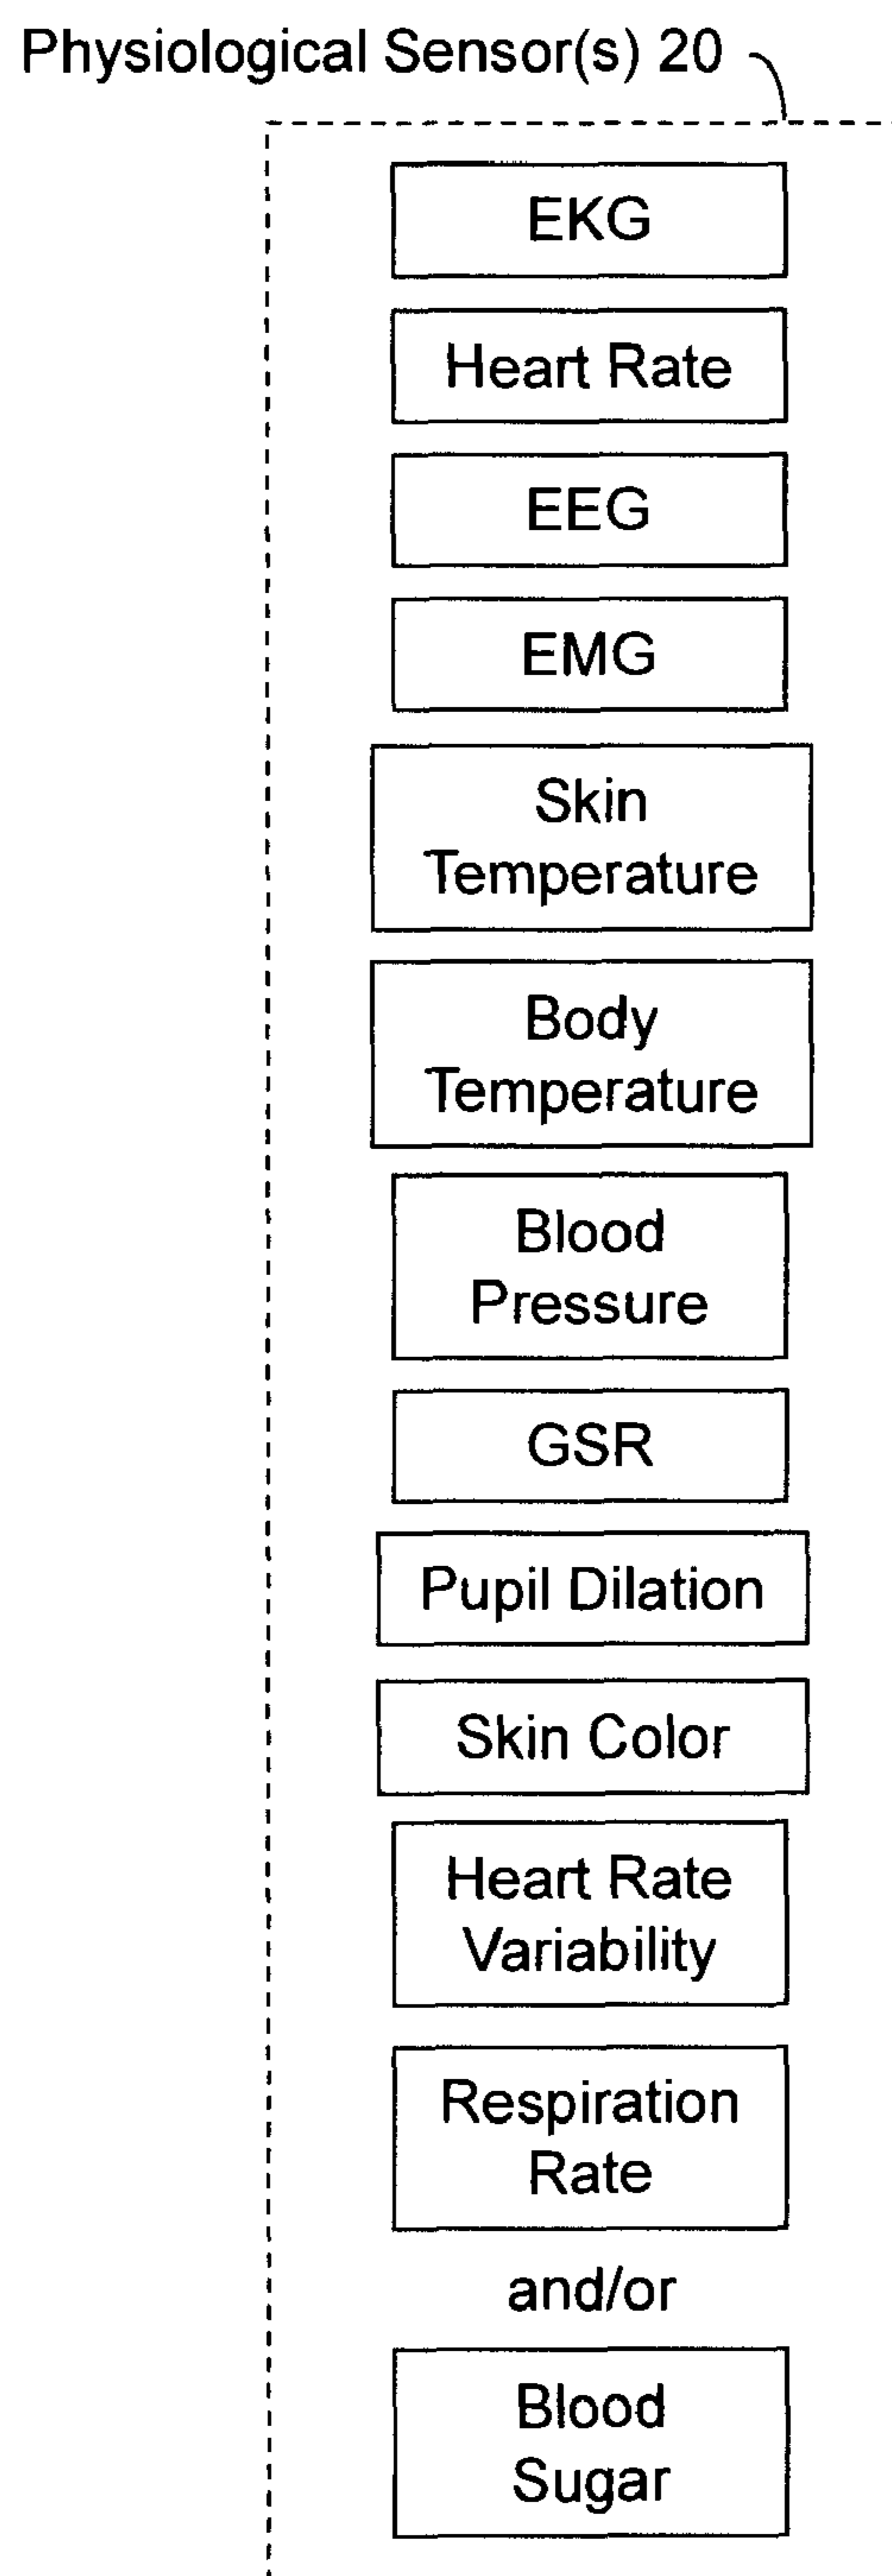 Physiological Sensor(s) 20
EKG
Heart Rate
EEG
EMG
Skin
Temperature
Body
Temperature
Blood
Pressure
GSR
Pupil Dilation
Skin Color
Heart Rate
Variability
Respiration
Rate
and/or
Blood
Sugar